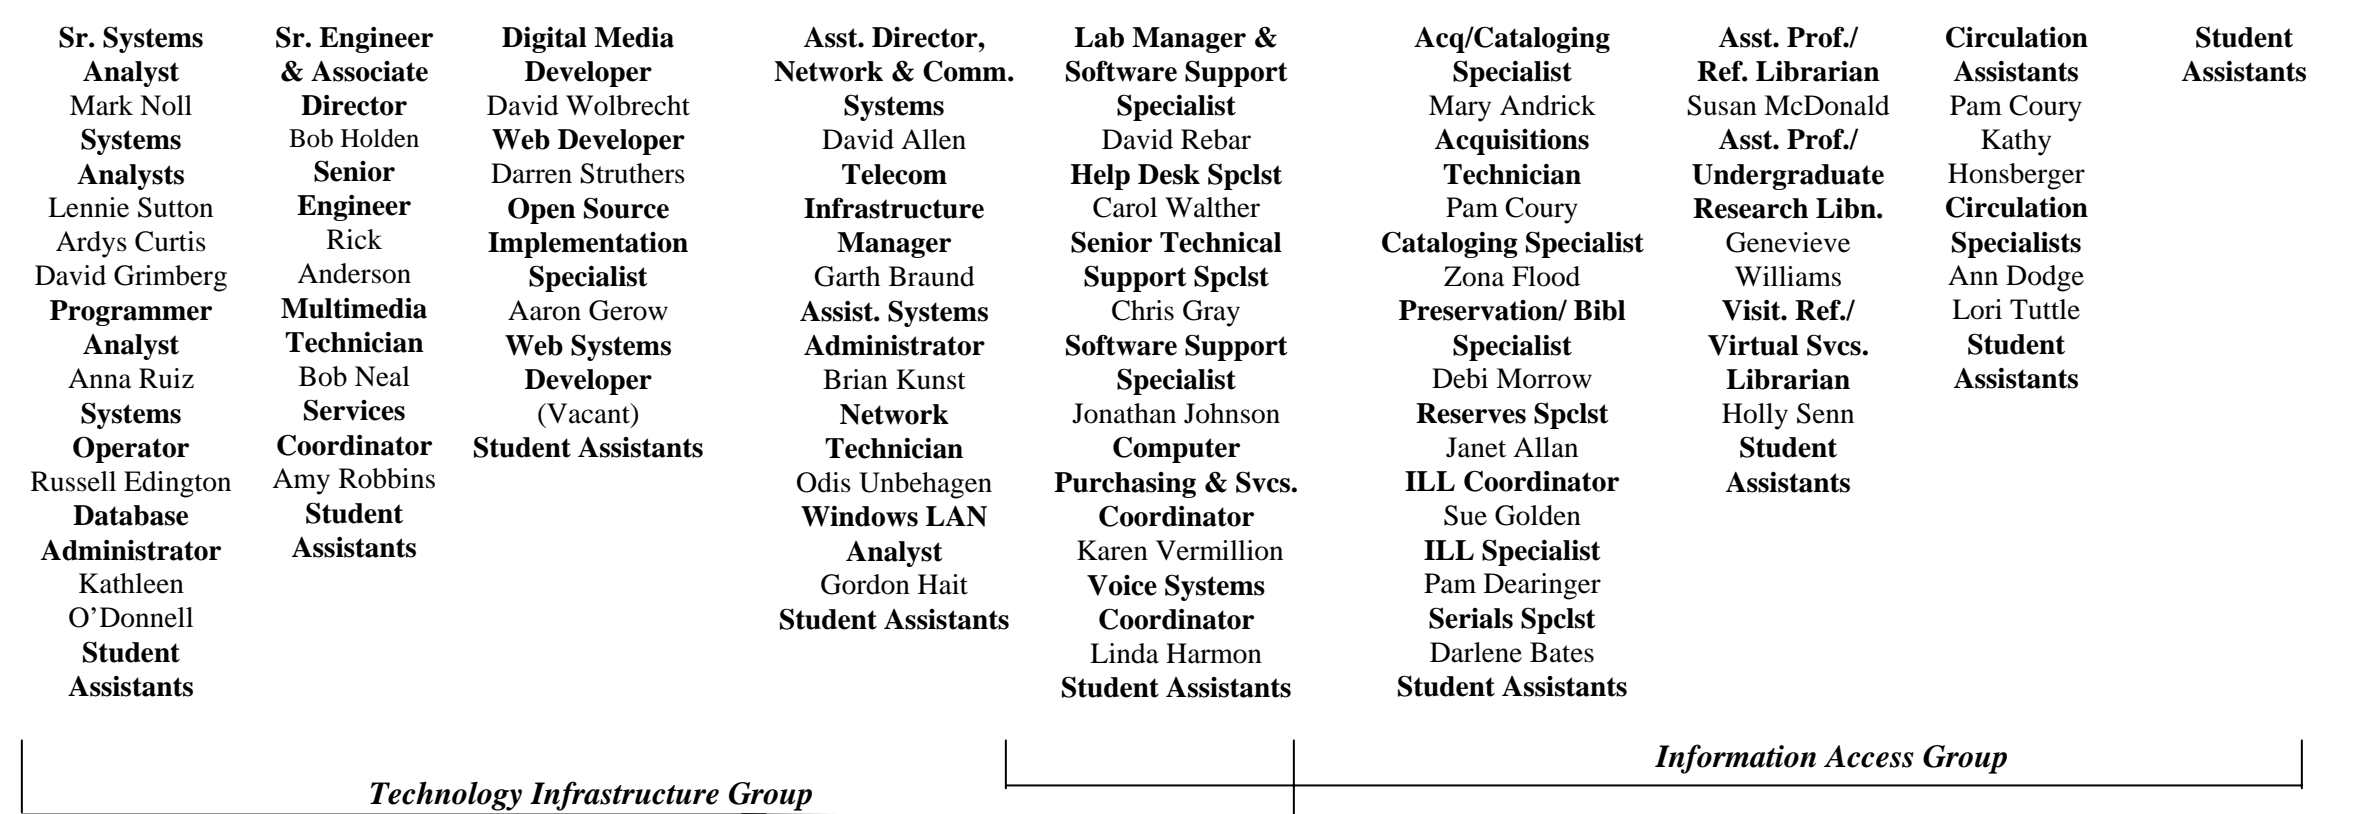 Sr. Systems
Analyst
Mark Noll
Systems
Analysts
Lennie Sutton
Ardys Curtis
David Grimberg
Programmer
Analyst
Anna Ruiz
Systems
Operator
Russell Edington
Database
Administrator
Kathleen
O’Donnell
Student
Assistants
Sr. Engineer
& Associate
Director
Bob Holden
Senior
Engineer
Rick
Anderson
Multimedia
Technician
Bob Neal
Services
Coordinator
Amy Robbins
Student
Assistants
Digital Media
Developer
David Wolbrecht
Web Developer
Darren Struthers
Open Source
Implementation
Specialist
Aaron Gerow
Web Systems
Developer
(Vacant)
Student Assistants
Asst. Director,
Network & Comm.
Systems
David Allen
Telecom
Infrastructure
Manager
Garth Braund
Assist. Systems
Administrator
Brian Kunst
Network
Technician
Odis Unbehagen
Windows LAN
Analyst
Gordon Hait
Student Assistants
Lab Manager &
Software Support
Specialist
David Rebar
Help Desk Spclst
Carol Walther
Senior Technical
Support Spclst
Chris Gray
Software Support
Specialist
Jonathan Johnson
Computer
Purchasing & Svcs.
Coordinator
Karen Vermillion
Voice Systems
Coordinator
Linda Harmon
Student Assistants
Acq/Cataloging
Specialist
Mary Andrick
Acquisitions
Technician
Pam Coury
Cataloging Specialist
Zona Flood
Preservation/ Bibl
Specialist
Debi Morrow
Reserves Spclst
Janet Allan
ILL Coordinator
Sue Golden
ILL Specialist
Pam Dearinger
Serials Spclst
Darlene Bates
Student Assistants
Asst. Prof./
Ref. Librarian
Susan McDonald
Asst. Prof./
Undergraduate
Research Libn.
Genevieve
Williams
Visit. Ref./
Virtual Svcs.
Librarian
Holly Senn
Student
Assistants
Circulation
Assistants
Pam Coury
Kathy
Honsberger
Circulation
Specialists
Ann Dodge
Lori Tuttle
Student
Assistants
Student
Assistants
Technology Infrastructure Group
Information Access Group